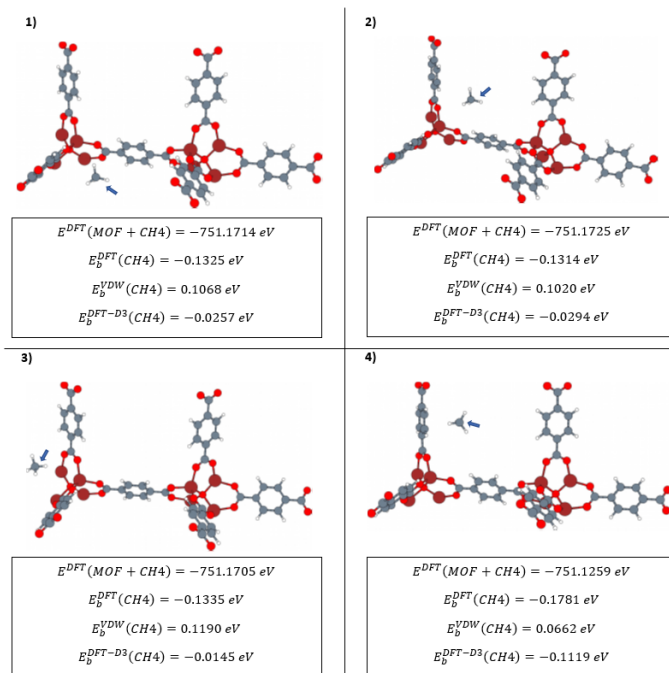 1)
E^DFT(MOF + CH4) = −751.1714 eV
E_b^DFT(CH4) = −0.1325 eV
E_b^VDW(CH4) = 0.1068 eV
E_b^DFT−D3(CH4) = −0.0257 eV
2)
E^DFT(MOF + CH4) = −751.1725 eV
E_b^DFT(CH4) = −0.1314 eV
E_b^VDW(CH4) = 0.1020 eV
E_b^DFT−D3(CH4) = −0.0294 eV
3)
E^DFT(MOF + CH4) = −751.1705 eV
E_b^DFT(CH4) = −0.1335 eV
E_b^VDW(CH4) = 0.1190 eV
E_b^DFT−D3(CH4) = −0.0145 eV
4)
E^DFT(MOF + CH4) = −751.1259 eV
E_b^DFT(CH4) = −0.1781 eV
E_b^VDW(CH4) = 0.0662 eV
E_b^DFT−D3(CH4) = −0.1119 eV